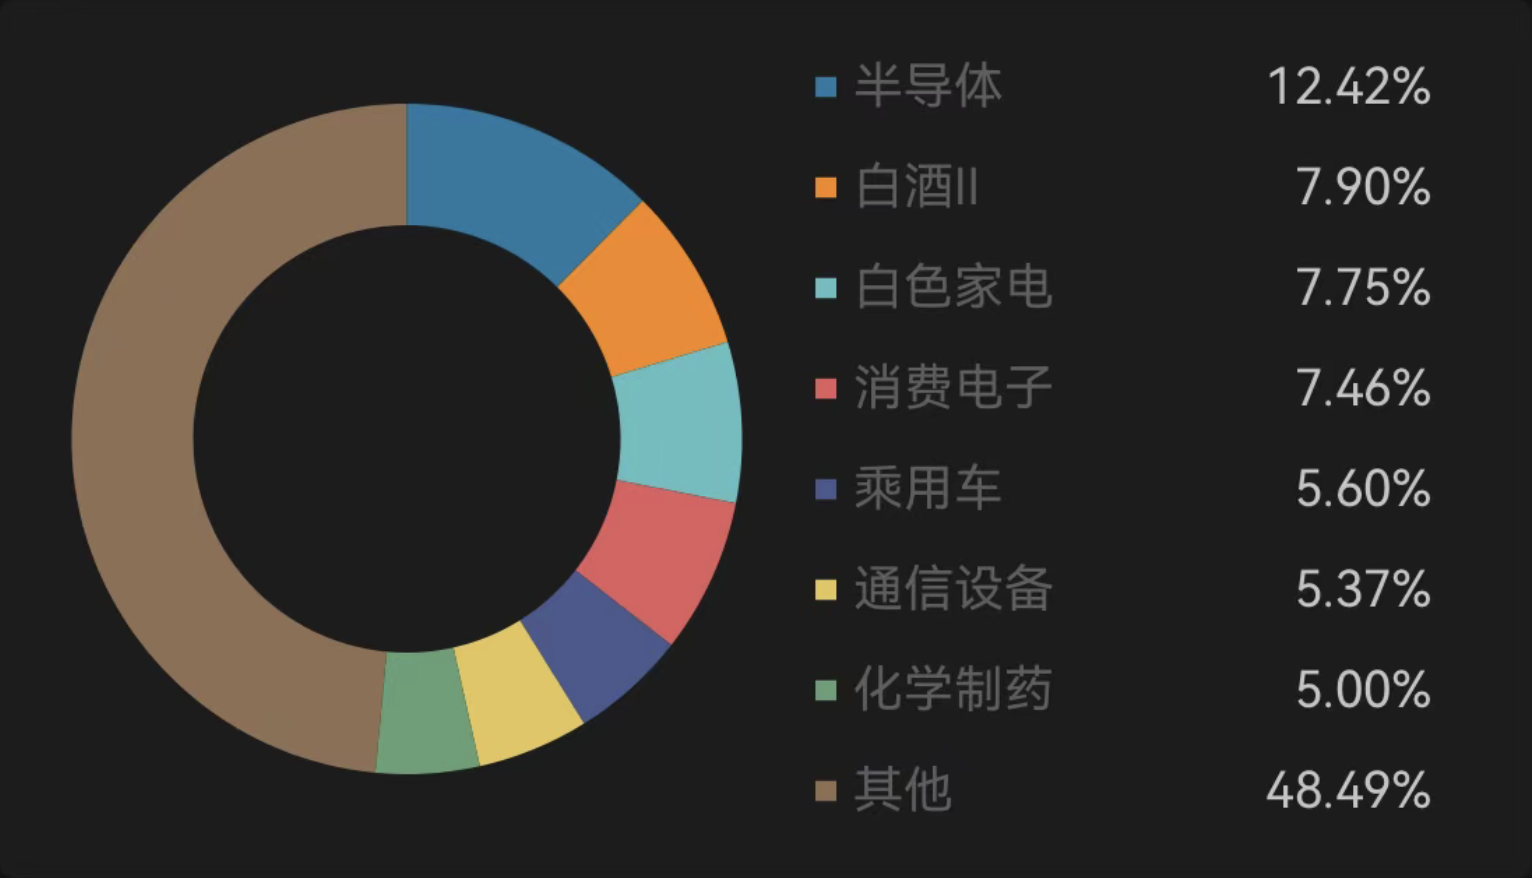 半导体 12.42%
白酒II 7.90%
白色家电 7.75%
消费电子 7.46%
乘用车 5.60%
通信设备 5.37%
化学制药 5.00%
其他 48.49%